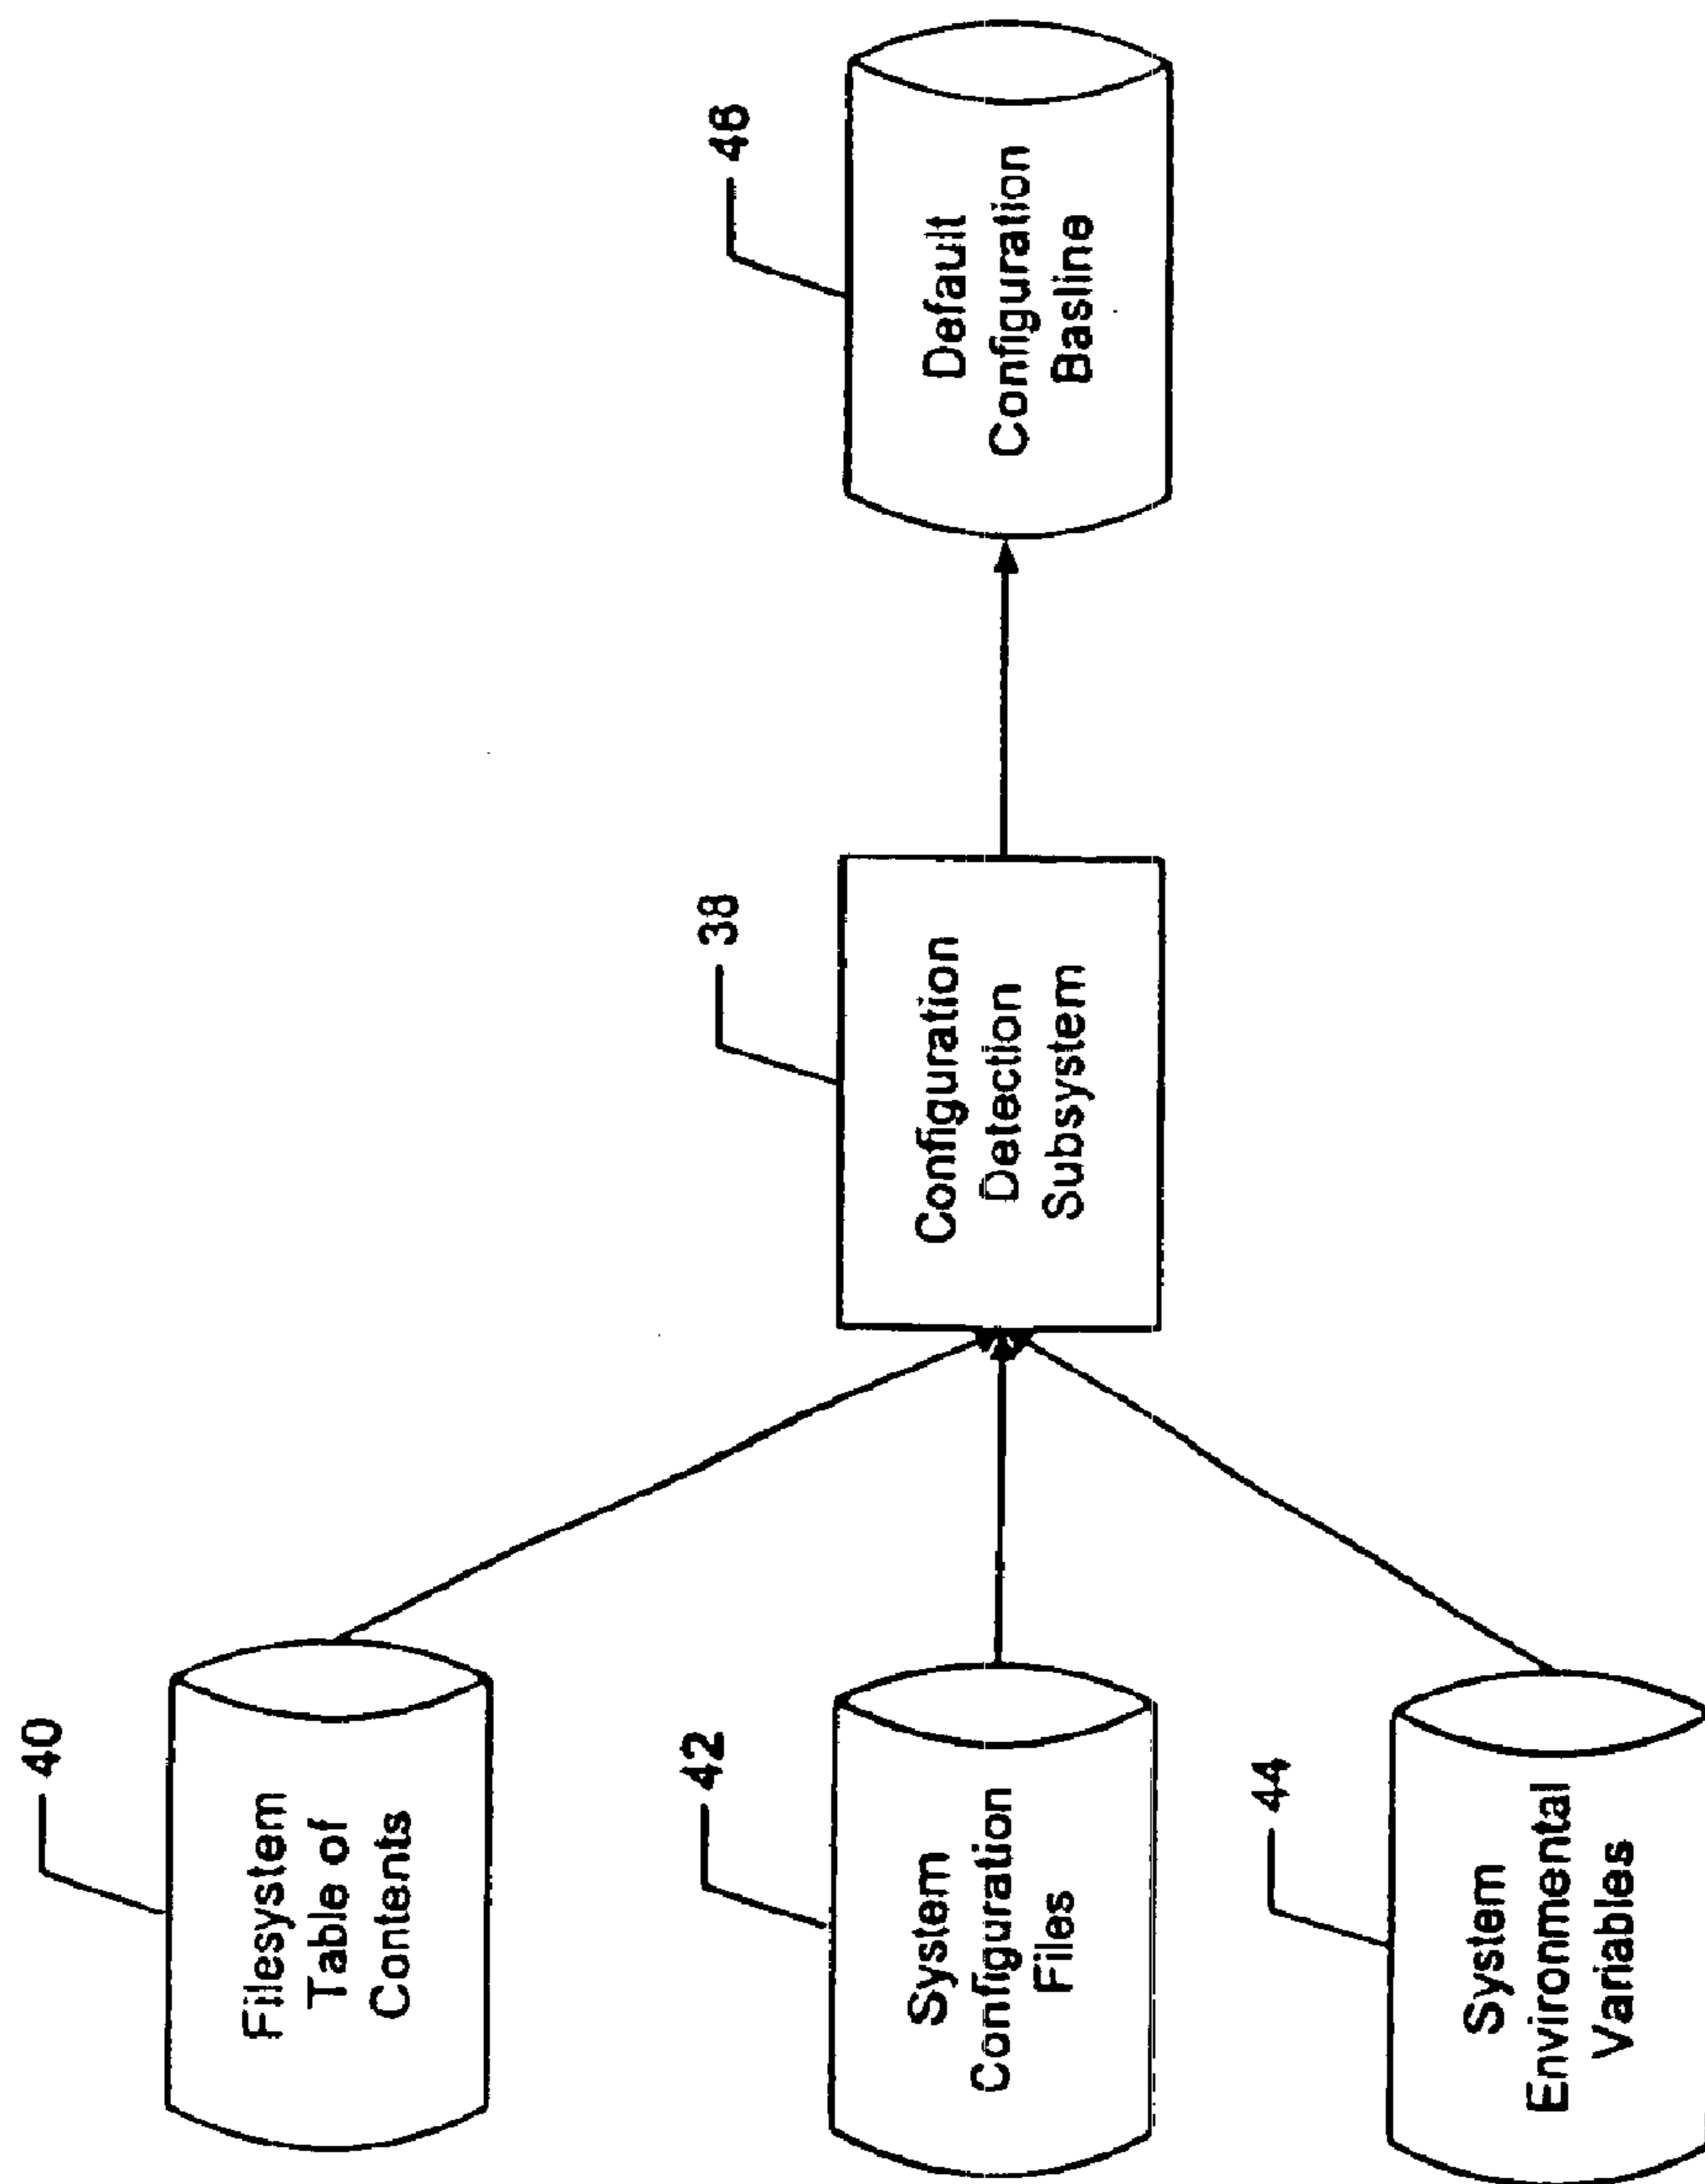 46
Default
Configuration
Basline
38
Configuration
Detection
Subsystem
40
Filesystem
Table of
Contents
42
System
Configuration
Files
44
System
Environmental
Variables